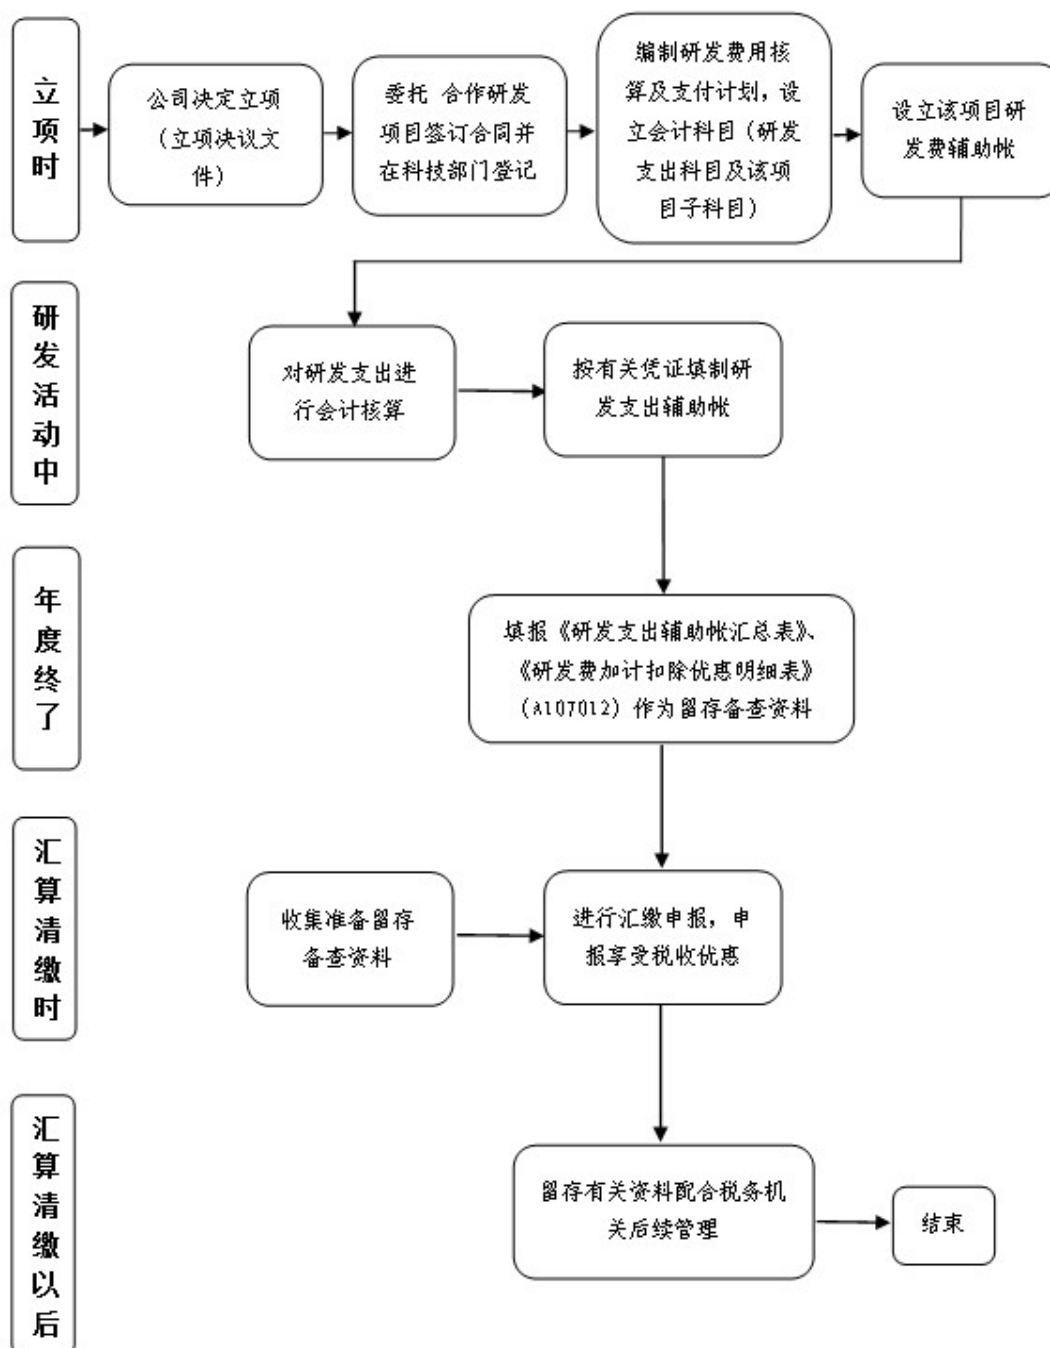 立项时
公司决定立项
（立项决议文
件）
委托 合作研发
项目签订合同并
在科技部门登记
编制研发费用核
算及支付计划，设
立会计科目（研发
支出科目及该项
目子科目）
设立该项目研
发费辅助帐
研发活动中
对研发支出进
行会计核算
按有关凭证填制研
发支出辅助帐
年度终了
填报《研发支出辅助帐汇总表》、
《研发费加计扣除优惠明细表》
（A107012）作为留存备查资料
汇算清缴时
收集准备留存
备查资料
进行汇缴申报，申
报享受税收优惠
汇算清缴以后
留存有关资料配合税务机
关后续管理
结束